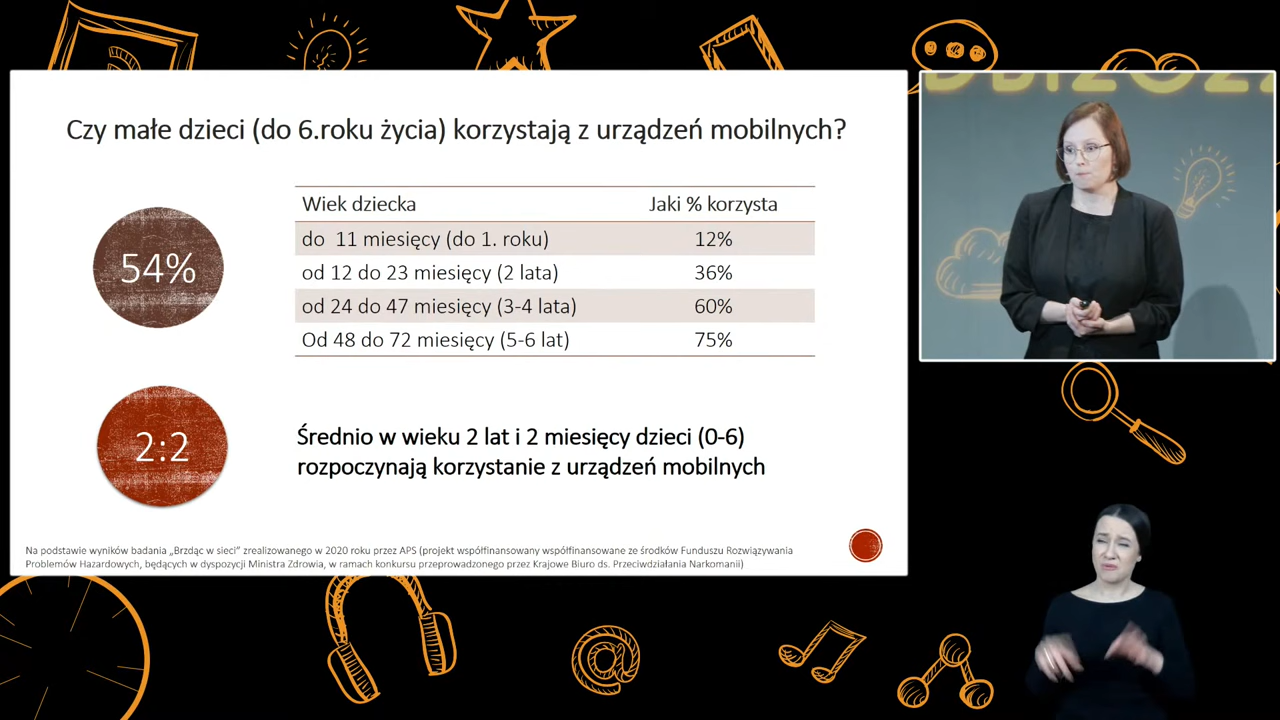 Czy małe dzieci (do 6.roku życia) korzystają z urządzeń mobilnych?
54%
Wiek dziecka Jaki % korzysta
do 11 miesięcy (do 1. roku) 12%
od 12 do 23 miesięcy (2 lata) 36%
od 24 do 47 miesięcy (3-4 lata) 60%
Od 48 do 72 miesięcy (5-6 lat) 75%
2:2
Średnio w wieku 2 lat i 2 miesięcy dzieci (0-6)
rozpoczynają korzystanie z urządzeń mobilnych
Na podstawie wyników badania „Brzdąc w sieci” zrealizowanego w 2020 roku przez APS (projekt współfinansowany współfinansowane ze środków Funduszu Rozwiązywania
Problemów Hazardowych, będących w dyspozycji Ministra Zdrowia, w ramach konkursu przeprowadzonego przez Krajowe Biuro ds. Przeciwdziałania Narkomanii)
@